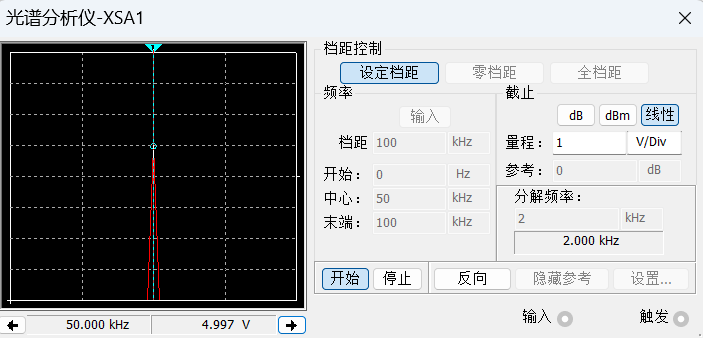 光谱分析仪-XSA1
档距控制
设定档距 零档距 全档距
频率
输入
档距 100 kHz
开始： 0 Hz
中心： 50 kHz
末端： 100 kHz
截止
dB dBm 线性
量程： 1 V/Div
参考： 0 dB
分解频率：
2 kHz
2.000 kHz
开始 停止 反向 隐藏参考 设置...
50.000 kHz 4.997 V
输入 触发